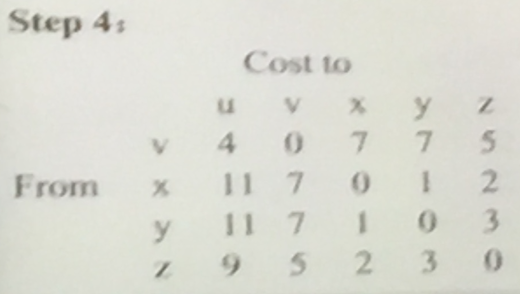 Step 4:
Cost to
u v x y z
v 4 0 7 7 5
From x 11 7 0 1 2
y 11 7 1 0 3
z 9 5 2 3 0